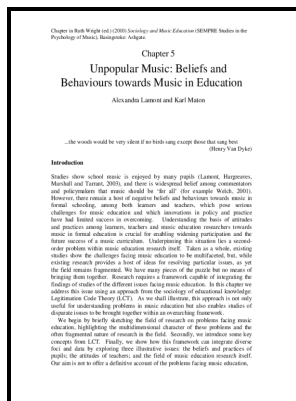 Chapter in Ruth Wright (ed.) (2010) Sociology and Music Education (SEMPRE Studies in the
Psychology of Music), Basingstoke: Ashgate.
Chapter 5
Unpopular Music: Beliefs and
Behaviours towards Music in Education
Alexandra Lamont and Karl Maton
...the woods would be very silent if no birds sang except those that sang best
(Henry Van Dyke)
Introduction
Studies show school music is enjoyed by many pupils (Lamont, Hargreaves,
Marshall and Tarrant, 2003), and there is widespread belief among commentators
and policymakers that music should be ‘for all’ (for example Welch, 2001).
However, there remain a host of negative beliefs and behaviours towards music in
formal schooling, among both learners and teachers, which pose serious
challenges for music education and which innovations in policy and practice
have had limited success in overcoming. Understanding the basis of attitudes
and practices among learners, teachers and music education researchers towards
music in formal education is crucial for enabling widening participation and the
future success of a music curriculum. Underpinning this situation lies a second-
order problem within music education research itself. Taken as a whole, existing
studies show the challenges facing music education to be multifaceted but, while
existing research provides a host of ideas for resolving particular issues, as yet
the field remains fragmented. We have many pieces of the puzzle but no means of
bringing them together. Research requires a framework capable of integrating the
findings of studies of the different issues facing music education. In this chapter we
address this issue using an approach from the sociology of educational knowledge:
Legitimation Code Theory (LCT). As we shall illustrate, this approach is not only
useful for understanding problems in music education but also enables studies of
disparate issues to be brought together within an overarching framework.
We begin by briefly sketching the field of research on problems facing music
education, highlighting the multidimensional character of these problems and the
often fragmented nature of research in the field. Secondly, we introduce some key
concepts from LCT. Finally, we show how this framework can integrate diverse
foci and data by exploring three illustrative issues: the beliefs and practices of
pupils; the attitudes of teachers; and the field of music education research itself.
Our aim is not to offer a definitive account of the problems facing music education,